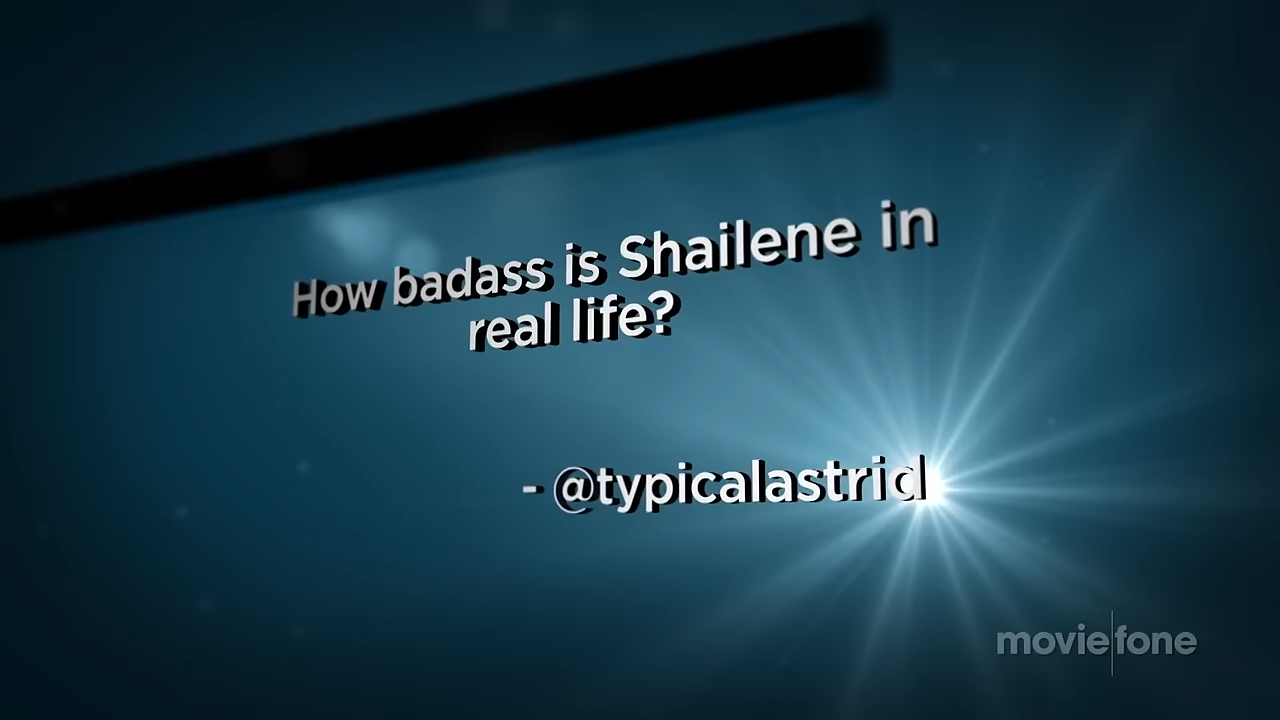 How badass is Shailene in
real life?
- @typicalastrid
moviefone